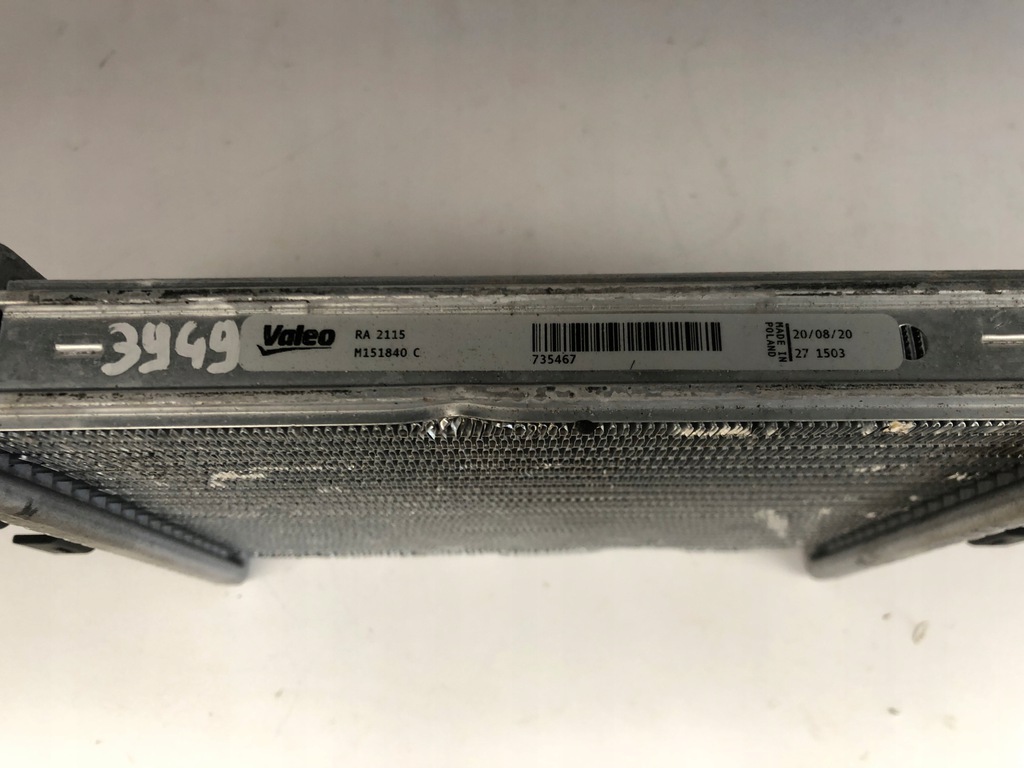 3949
Valeo
RA 2115
M151840 C
735467
MADE IN
POLAND
20/08/20
27 1503